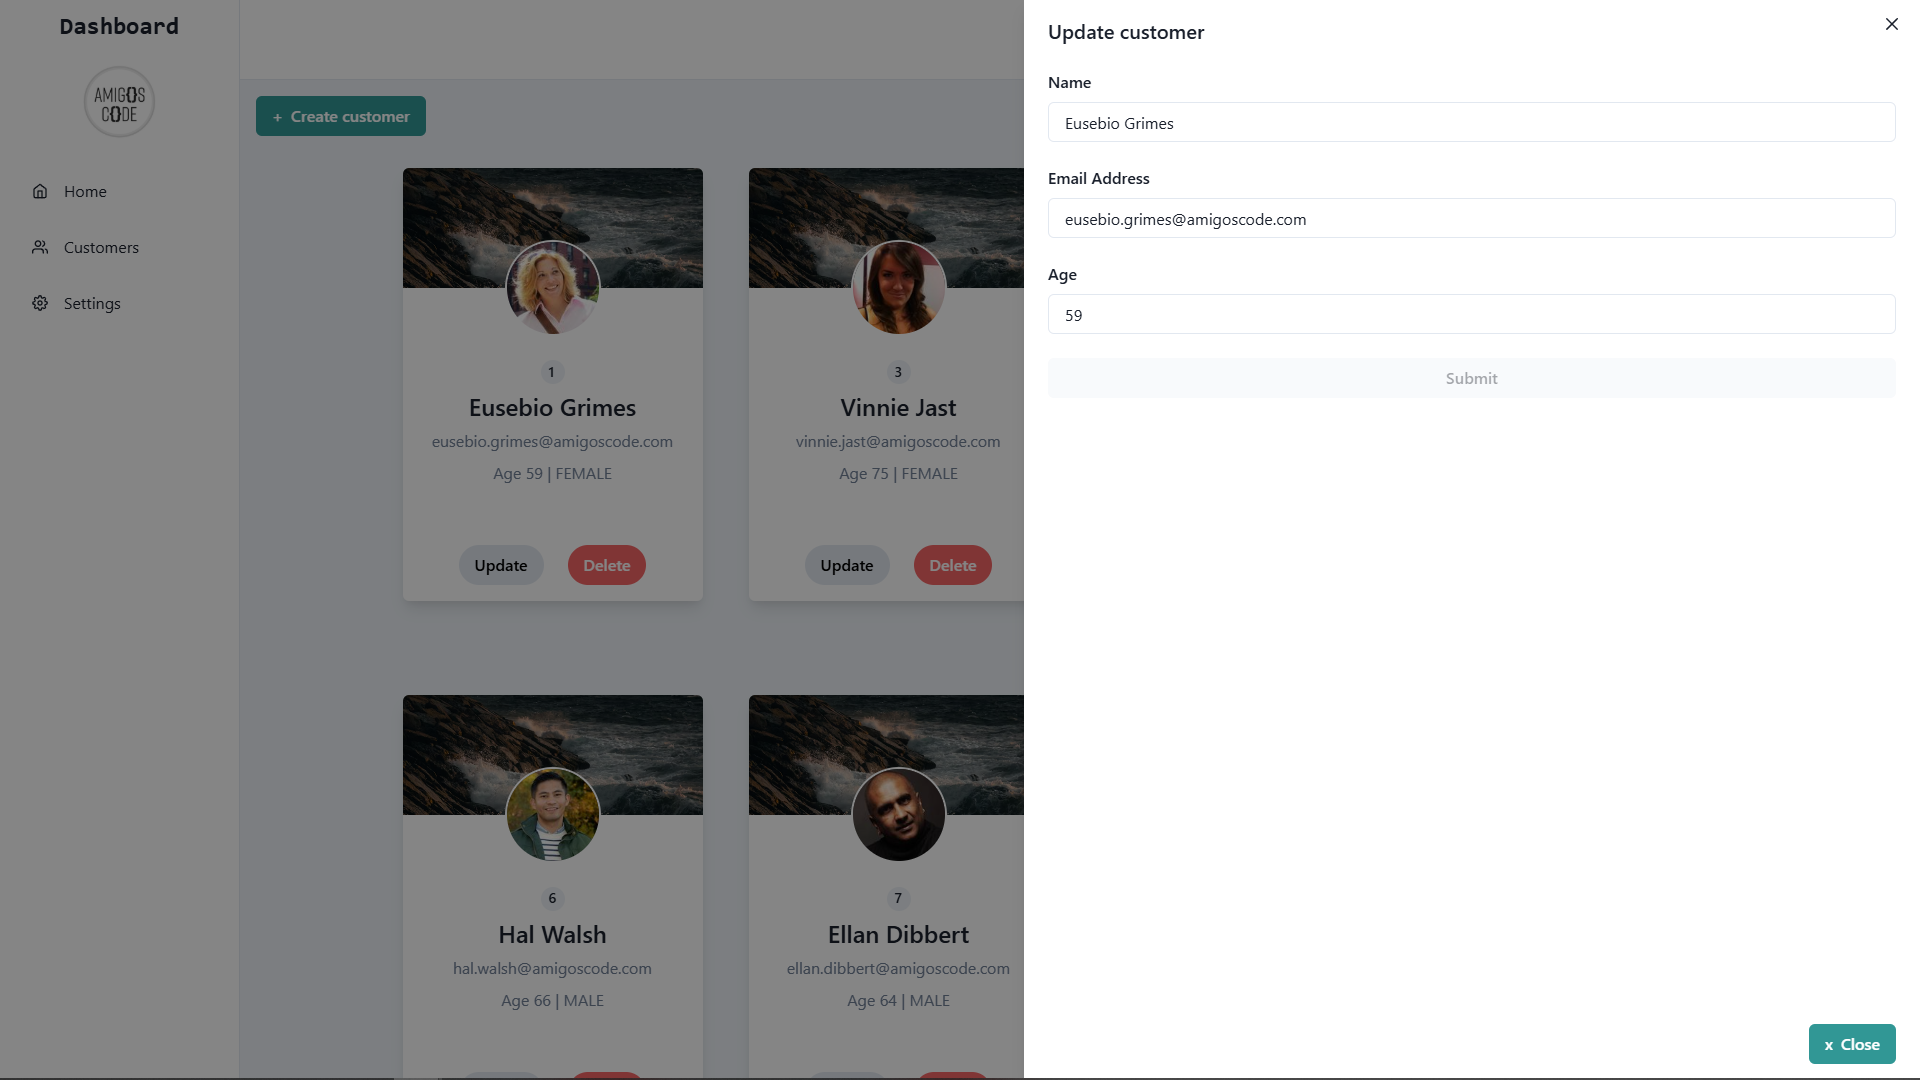 Dashboard
AMIGOS
CODE
Home
Customers
Settings
+ Create customer
1
Eusebio Grimes
eusebio.grimes@amigoscode.com
Age 59 | FEMALE
Update
Delete
3
Vinnie Jast
vinnie.jast@amigoscode.com
Age 75 | FEMALE
Update
Delete
6
Hal Walsh
hal.walsh@amigoscode.com
Age 66 | MALE
7
Ellan Dibbert
ellan.dibbert@amigoscode.com
Age 64 | MALE
Update customer
Name
Eusebio Grimes
Email Address
eusebio.grimes@amigoscode.com
Age
59
Submit
x Close